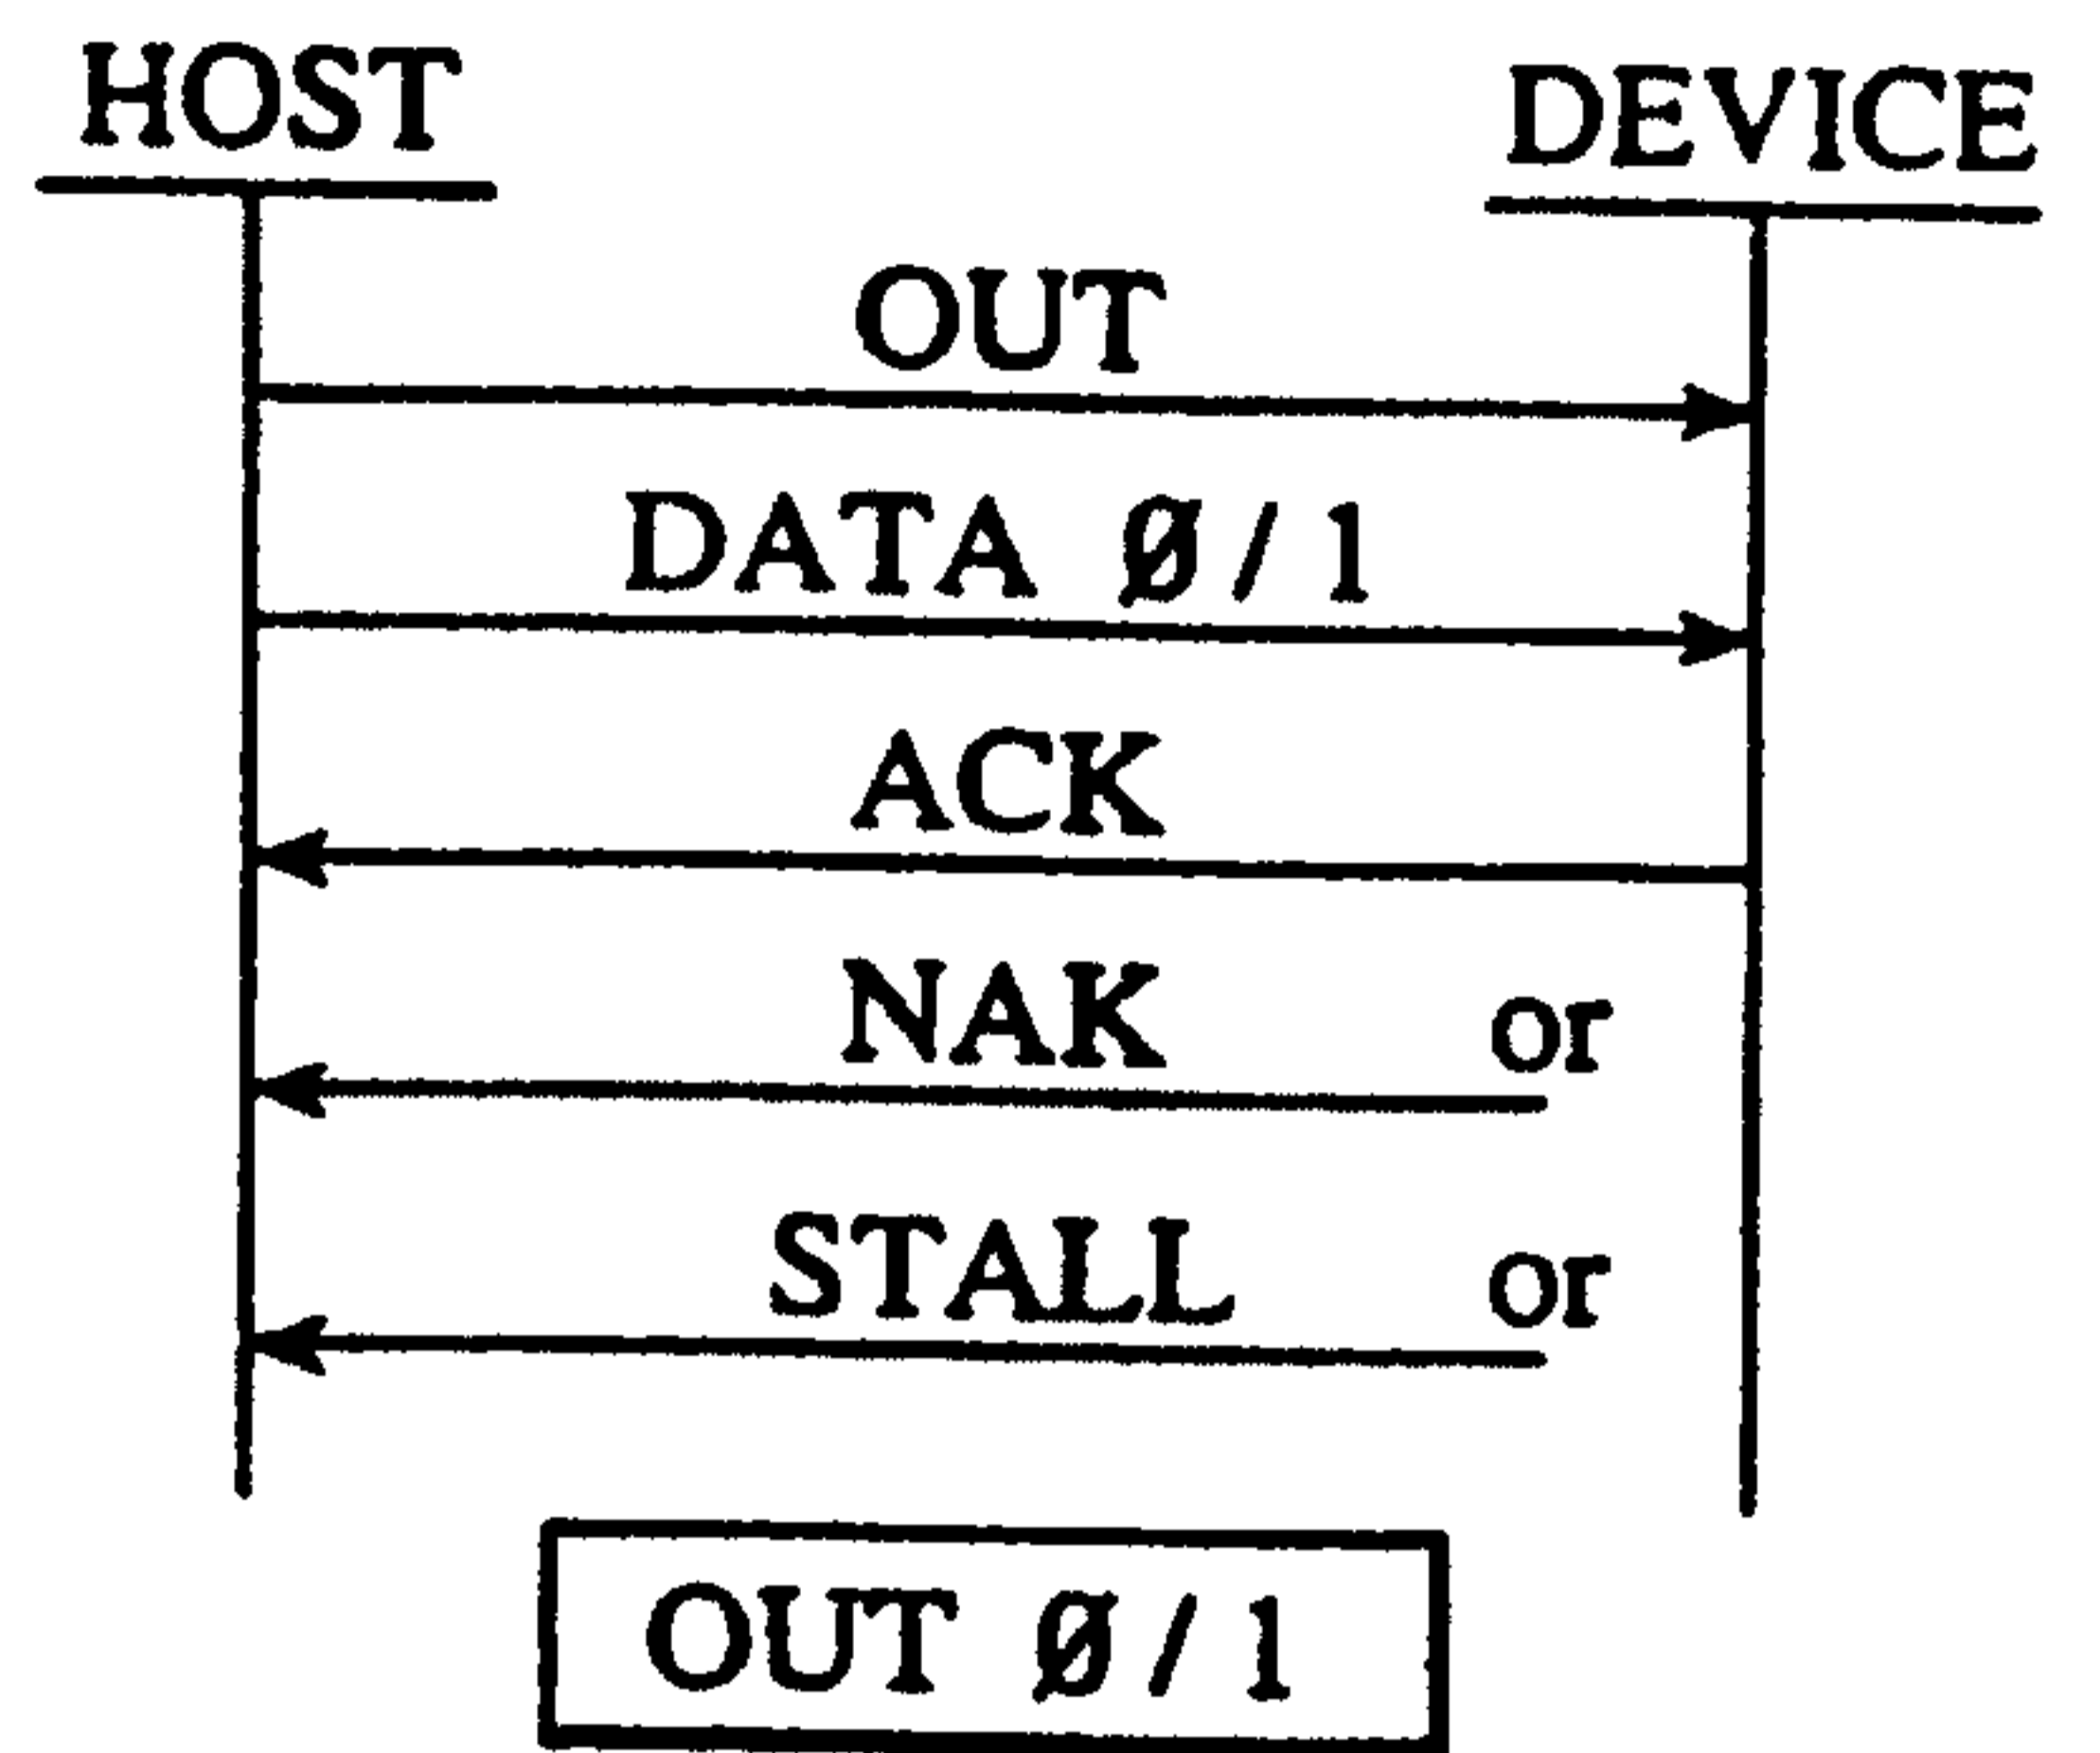 HOST DEVICE
OUT
DATA Ø/1
ACK
NAK or
STALL or
OUT Ø/1